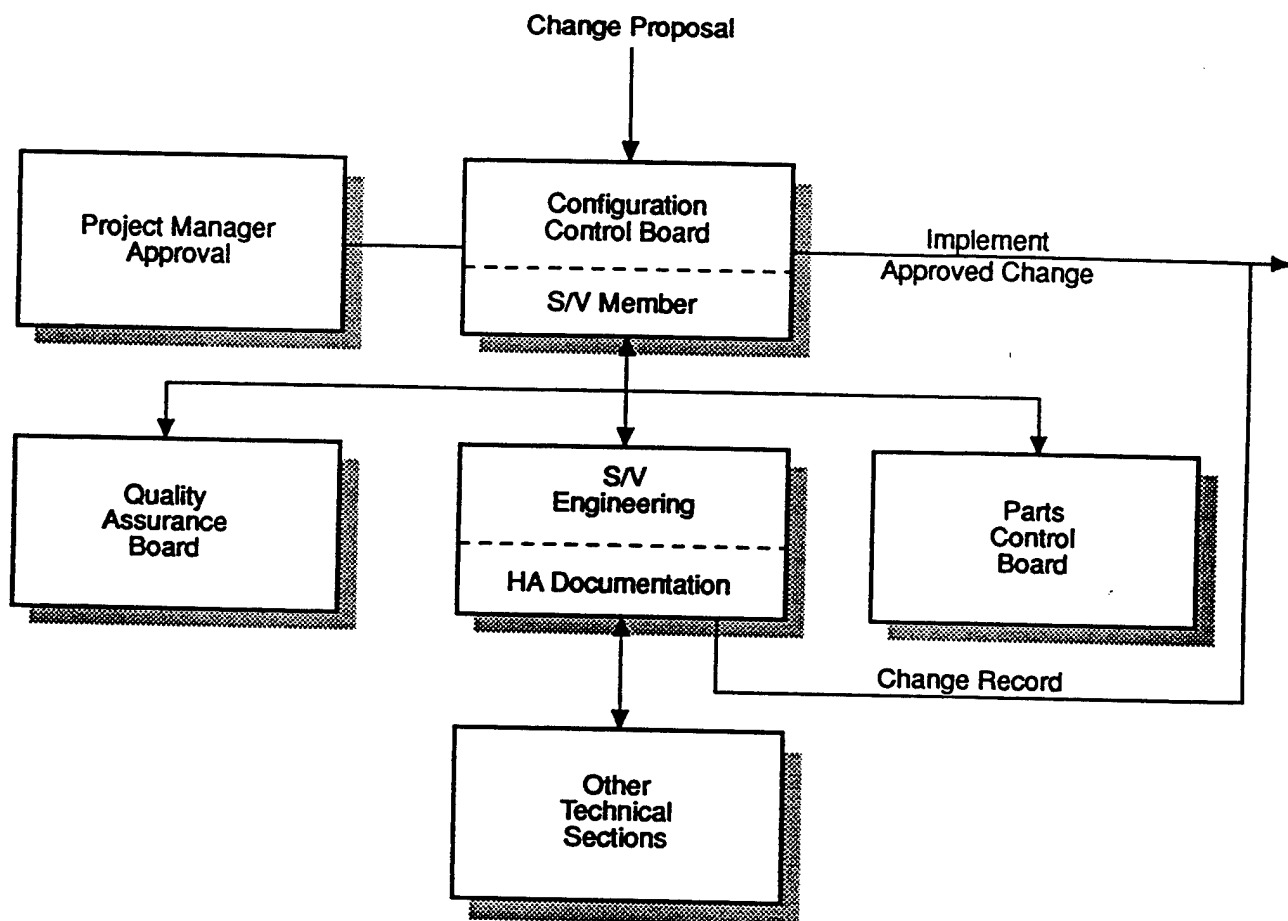 Change Proposal
Project Manager
Approval
Configuration
Control Board
S/V Member
Implement
Approved Change
Quality
Assurance
Board
S/V
Engineering
HA Documentation
Parts
Control
Board
Change Record
Other
Technical
Sections